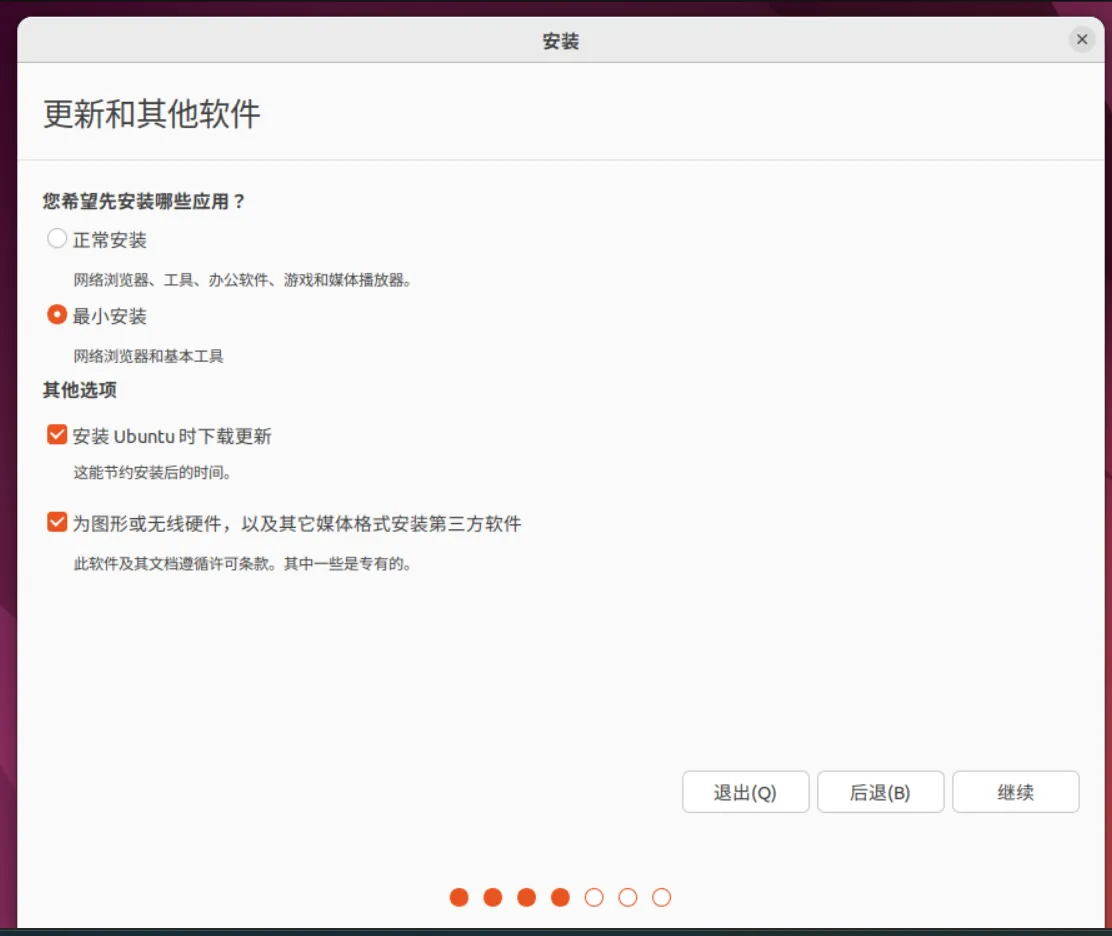 安装
更新和其他软件
您希望先安装哪些应用？
正常安装
网络浏览器、工具、办公软件、游戏和媒体播放器。
最小安装
网络浏览器和基本工具
其他选项
安装 Ubuntu 时下载更新
这能节约安装后的时间。
为图形或无线硬件，以及其它媒体格式安装第三方软件
此软件及其文档遵循许可条款。其中一些是专有的。
退出(Q) 后退(B) 继续